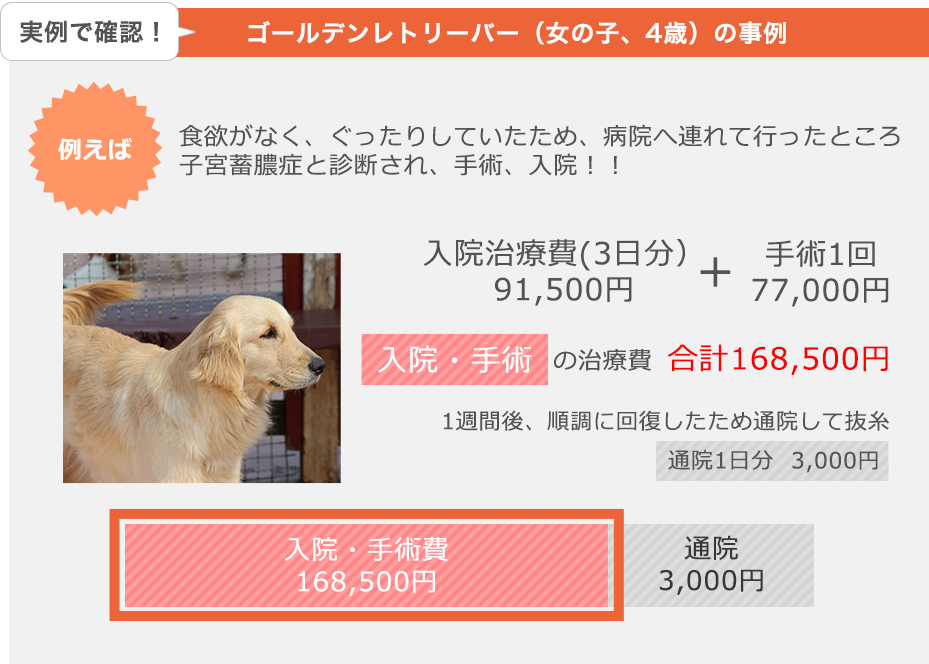 実例で確認！
ゴールデンレトリーバー（女の子、4歳）の事例
例えば
食欲がなく、ぐったりしていたため、病院へ連れて行ったところ
子宮蓄膿症と診断され、手術、入院！！
入院治療費(3日分）
91,500円
＋
手術1回
77,000円
入院・手術の治療費 合計168,500円
1週間後、順調に回復したため通院して抜糸
通院1日分 3,000円
入院・手術費
168,500円
通院
3,000円